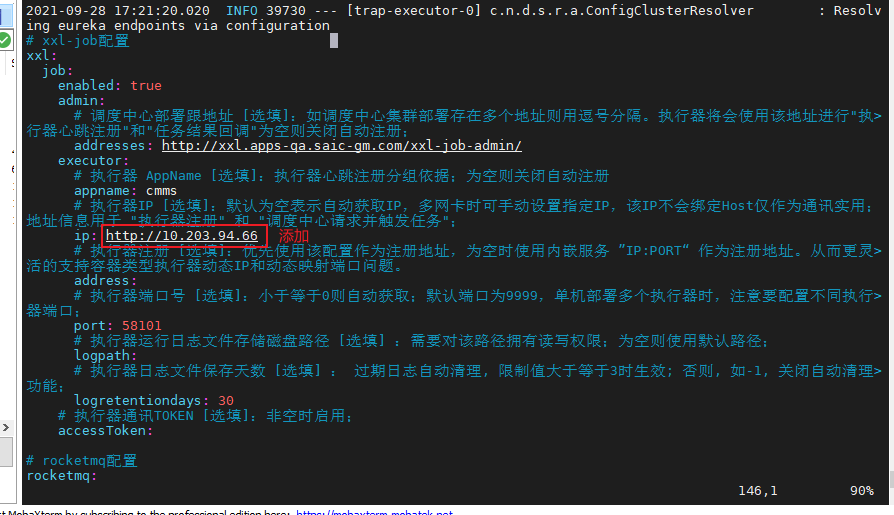 2021-09-28 17:21:20.020  INFO 39730 --- [trap-executor-0] c.n.d.s.r.a.ConfigClusterResolver        : Resolv
ing eureka endpoints via configuration
# xxl-job配置
xxl:
  job:
    enabled: true
    admin:
      # 调度中心部署跟地址 [选填]：如调度中心集群部署存在多个地址则用逗号分隔。执行器将会使用该地址进行"执>
行器心跳注册"和"任务结果回调"为空则关闭自动注册；
      addresses: http://xxl.apps-qa.saic-gm.com/xxl-job-admin/
    executor:
      # 执行器 AppName [选填]：执行器心跳注册分组依据；为空则关闭自动注册
      appname: cmms
      # 执行器IP [选填]：默认为空表示自动获取IP，多网卡时可手动设置指定IP，该IP不会绑定Host仅作为通讯实用；
地址信息用于 "执行器注册" 和 "调度中心请求并触发任务"；
      ip: http://10.203.94.66 添加
      # 执行器注册 [选填]：优先使用该配置作为注册地址，为空时使用内嵌服务 ”IP:PORT“ 作为注册地址。从而更灵>
活的支持容器类型执行器动态IP和动态映射端口问题。
      address:
      # 执行器端口号 [选填]：小于等于0则自动获取；默认端口为9999，单机部署多个执行器时，注意要配置不同执行>
器端口；
      port: 58101
      # 执行器运行日志文件存储磁盘路径 [选填] ：需要对该路径拥有读写权限；为空则使用默认路径；
      logpath:
      # 执行器日志文件保存天数 [选填] ： 过期日志自动清理, 限制值大于等于3时生效; 否则, 如-1, 关闭自动清理>
功能；
      logretentiondays: 30
    # 执行器通讯TOKEN [选填]：非空时启用；
    accessToken:
# rocketmq配置
rocketmq:
146,1 90%
MobaXterm by subscribing to the professional edition here: https://mobaxterm.mobatek.net